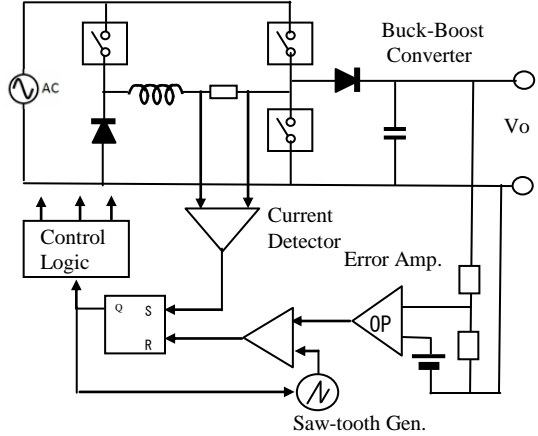 Buck-Boost
Converter
AC
Vo
Current
Detector
Control
Logic
Error Amp.
Q
S
R
OP
Saw-tooth Gen.